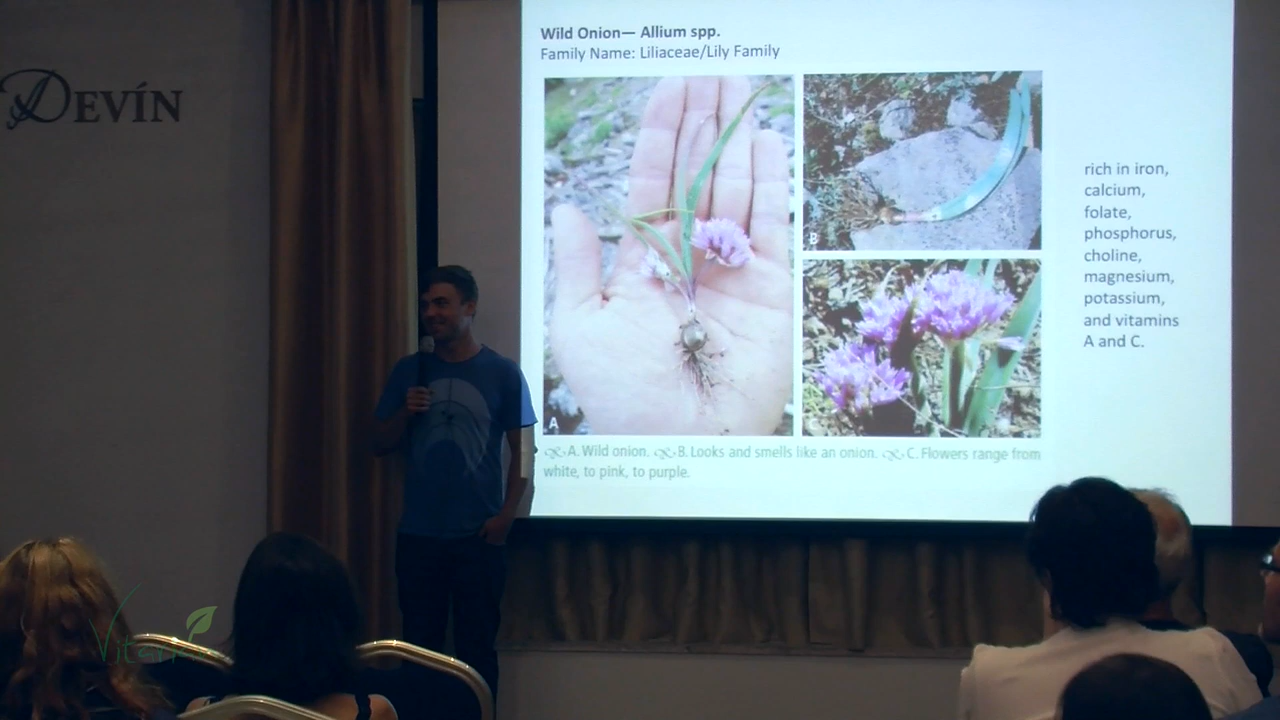 DEVÍN
Wild Onion— Allium spp.
Family Name: Liliaceae/Lily Family
rich in iron,
calcium,
folate,
phosphorus,
choline,
magnesium,
potassium,
and vitamins
A and C.
A
B
A. Wild onion. B. Looks and smells like an onion. C. Flowers range from
white, to pink, to purple.